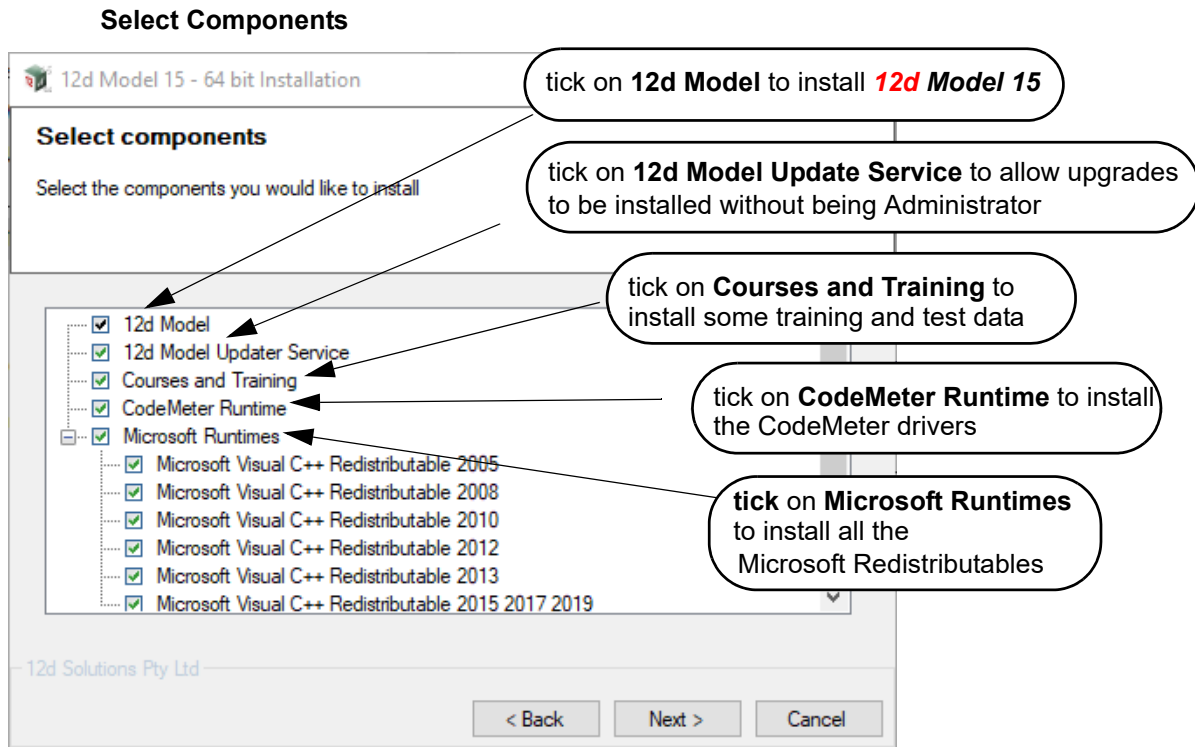 Select Components
12d Model 15 - 64 bit Installation
tick on 12d Model to install 12d Model 15
Select components
Select the components you would like to install
tick on 12d Model Update Service to allow upgrades
to be installed without being Administrator
tick on Courses and Training to
install some training and test data
12d Model
12d Model Updater Service
Courses and Training
CodeMeter Runtime
tick on CodeMeter Runtime to install
the CodeMeter drivers
Microsoft Runtimes
Microsoft Visual C++ Redistributable 2005
Microsoft Visual C++ Redistributable 2008
Microsoft Visual C++ Redistributable 2010
Microsoft Visual C++ Redistributable 2012
Microsoft Visual C++ Redistributable 2013
Microsoft Visual C++ Redistributable 2015 2017 2019
tick on Microsoft Runtimes
to install all the
Microsoft Redistributables
12d Solutions Pty Ltd
< Back
Next >
Cancel